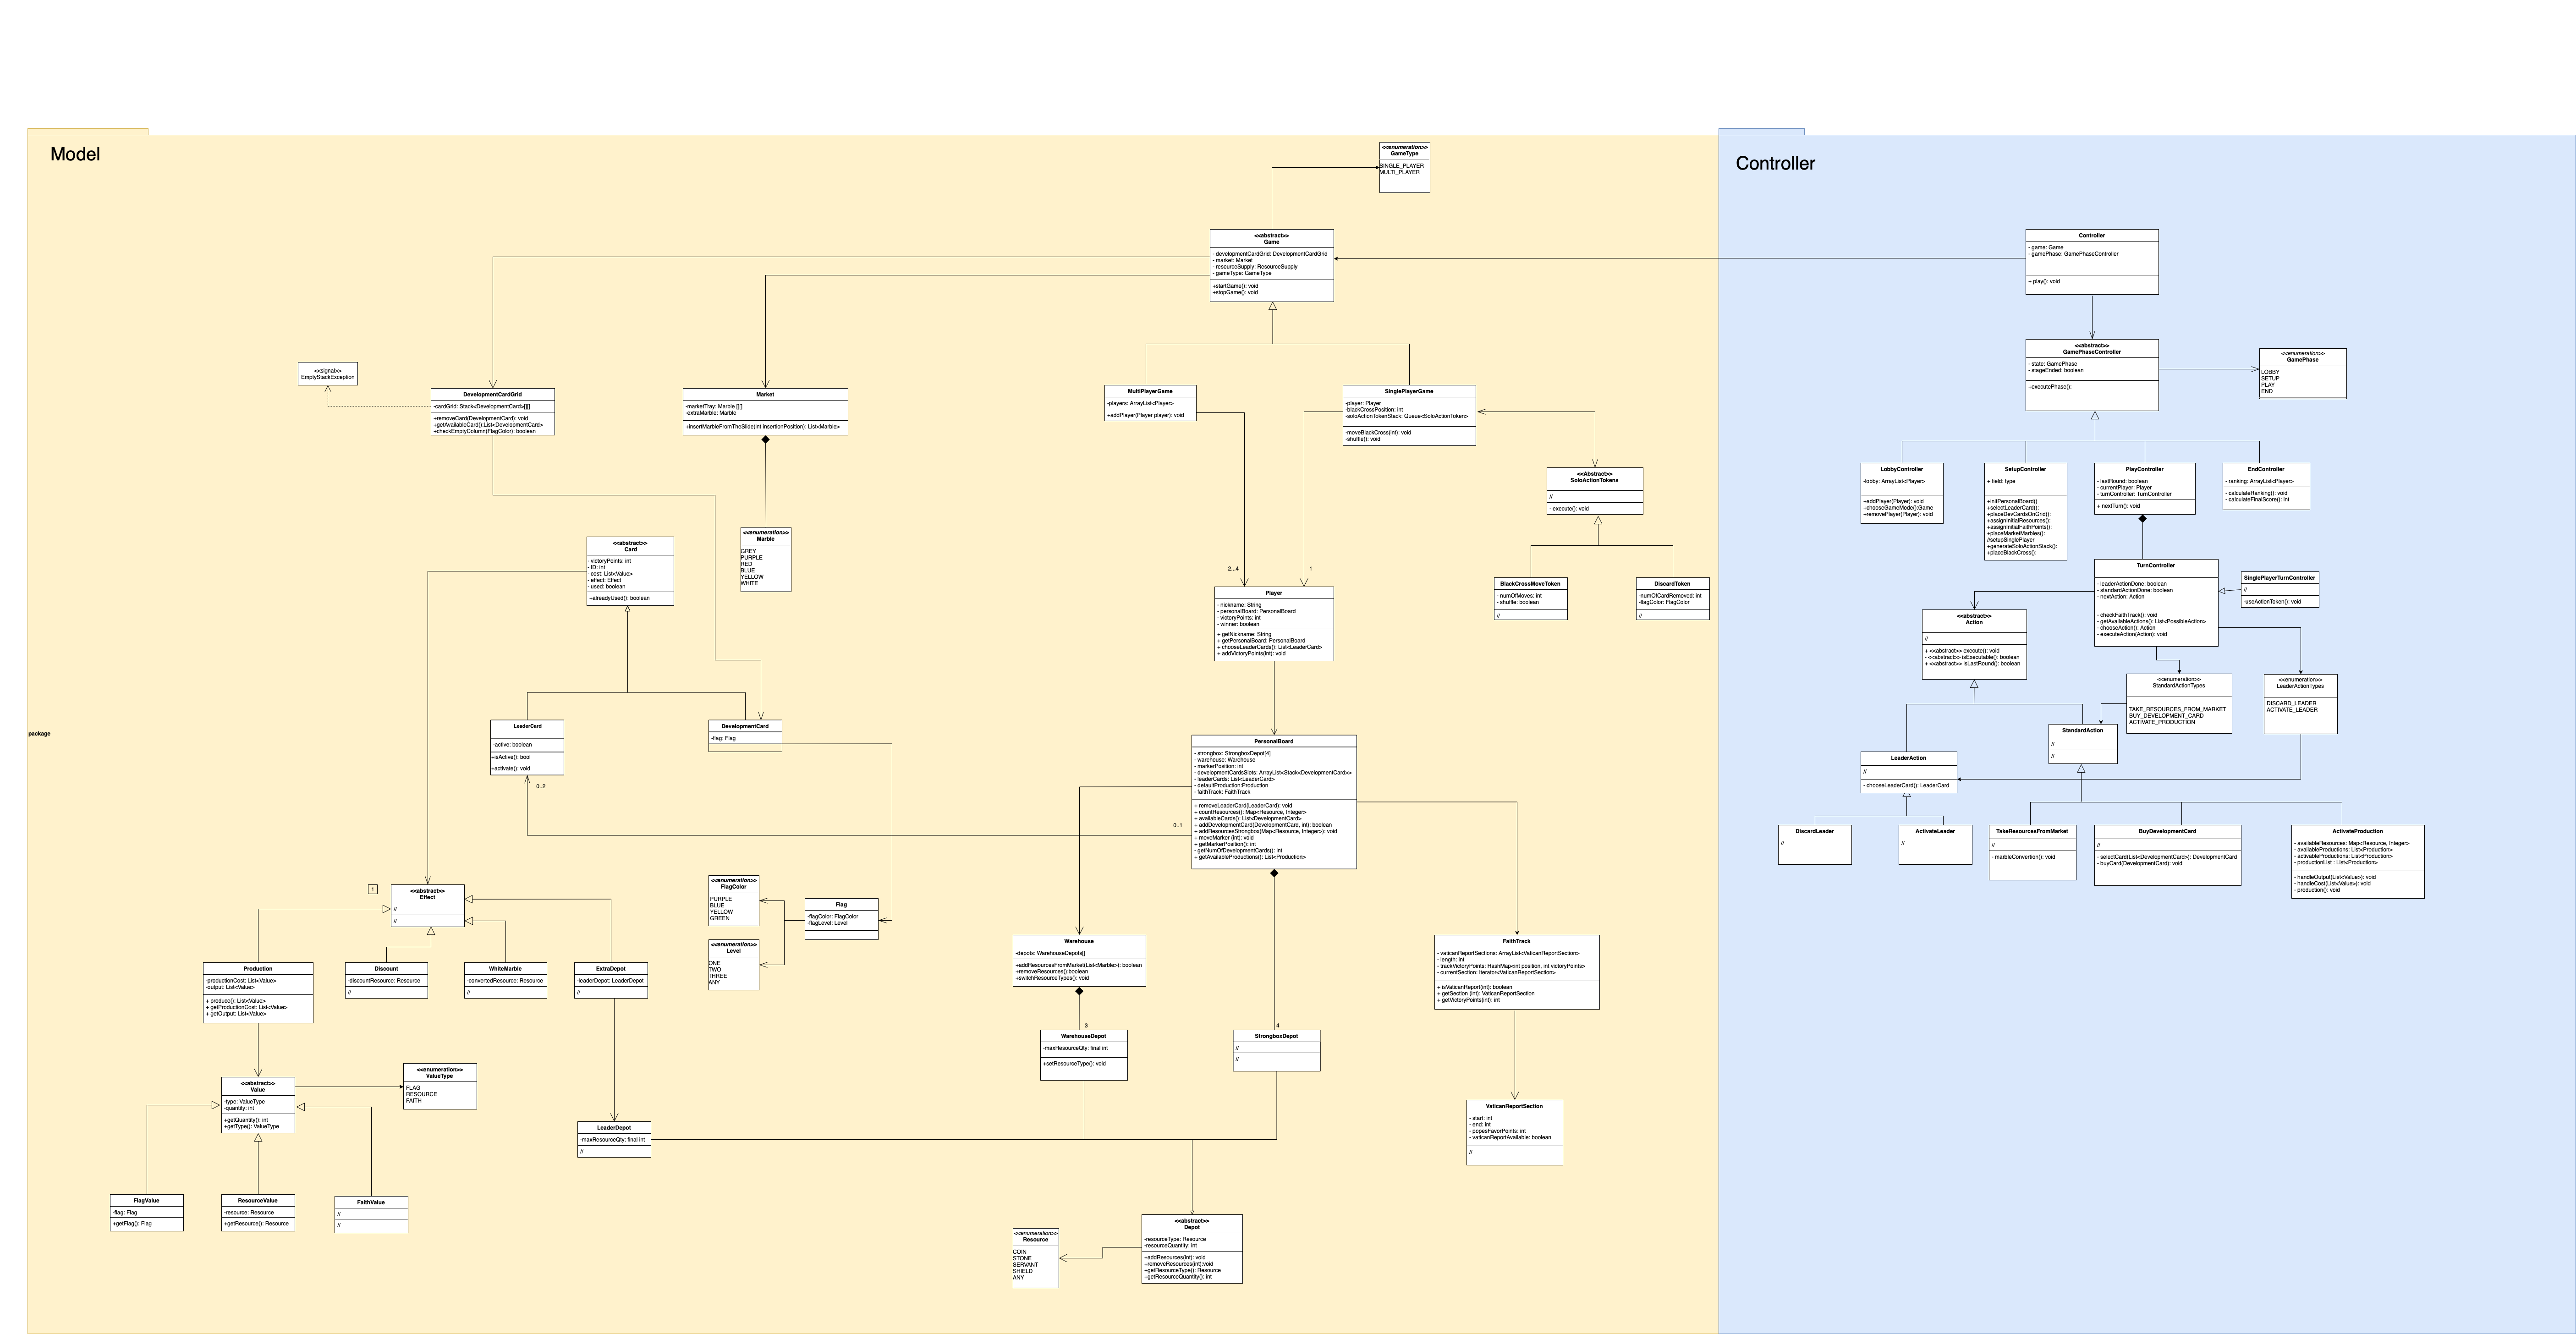 Model
Controller
<<enumeration>>
GameType
SINGLE_PLAYER
MULTI_PLAYER
<<abstract>>
Game
- developmentCardGrid: DevelopmentCardGrid
- market: Market
- resourceSupply: ResourceSupply
- gameType: GameType
+startGame(): void
+stopGame(): void
Controller
- game: Game
- gamePhase: GamePhaseController
+ play(): void
<<abstract>>
GamePhaseController
- state: GamePhase
- stageEnded: boolean
+executePhase():
<<enumeration>>
GamePhase
LOBBY
SETUP
PLAY
END
<<signal>>
EmptyStackException
DevelopmentCardGrid
-cardGrid: Stack<DevelopmentCard>[][]
+removeCard(DevelopmentCard): void
+getAvailableCard():List<DevelopmentCard>
+checkEmptyColumn(FlagColor): boolean
Market
-marketTray: Marble [][]
-extraMarble: Marble
+insertMarbleFromTheSlide(int insertionPosition): List<Marble>
MultiPlayerGame
-players: ArrayList<Player>
+addPlayer(Player player): void
SinglePlayerGame
-player: Player
-blackCrossPosition: int
-soloActionTokenStack: Queue<SoloActionToken>
-moveBlackCross(int): void
-shuffle(): void
<<Abstract>>
SoloActionTokens
//
- execute(): void
LobbyController
-lobby: ArrayList<Player>
+addPlayer(Player): void
+chooseGameMode():Game
+removePlayer(Player): void
SetupController
+ field: type
+initPersonalBoard()
+selectLeaderCard():
+placeDevCardsOnGrid():
+assignInitialResources():
+assignInitialFaithPoints():
+placeMarketMarbles():
//setupSinglePlayer
+generateSoloActionStack():
+placeBlackCross():
PlayController
- lastRound: boolean
- currentPlayer: Player
- turnController: TurnController
+ nextTurn(): void
EndController
- ranking: ArrayList<Player>
- calculateRanking(): void
- calculateFinalScore(): int
<<enumeration>>
Marble
GREY
PURPLE
RED
BLUE
YELLOW
WHITE
<<abstract>>
Card
- victoryPoints: int
- ID: int
- cost: List<Value>
- effect: Effect
- used: boolean
+alreadyUsed(): boolean
2...4
1
BlackCrossMoveToken
- numOfMoves: int
- shuffle: boolean
//
DiscardToken
-numOfCardRemoved: int
-flagColor: FlagColor
//
Player
- nickname: String
- personalBoard: PersonalBoard
- victoryPoints: int
- winner: boolean
+ getNickname: String
+ getPersonalBoard: PersonalBoard
+ chooseLeaderCards(): List<LeaderCard>
+ addVictoryPoints(int): void
TurnController
- leaderActionDone: boolean
- standardActionDone: boolean
- nextAction: Action
- checkFaithTrack(): void
- getAvailableActions(): List<PossibleAction>
- chooseAction(): Action
- executeAction(Action): void
SinglePlayerTurnController
//
-useActionToken(): void
<<abstract>>
Action
//
+ <<abstract>> execute(): void
- <<abstract>> isExecutable(): boolean
+ <<abstract>> isLastRound(): boolean
<<enumeration>>
StandardActionTypes
TAKE_RESOURCES_FROM_MARKET
BUY_DEVELOPMENT_CARD
ACTIVATE_PRODUCTION
<<enumeration>>
LeaderActionTypes
DISCARD_LEADER
ACTIVATE_LEADER
package
LeaderCard
-active: boolean
+isActive(): bool
+activate(): void
DevelopmentCard
-flag: Flag
0..2
0..1
PersonalBoard
- strongbox: StrongboxDepot[4]
- warehouse: Warehouse
- markerPosition: int
- developmentCardsSlots: ArrayList<Stack<DevelopmentCard>>
- leaderCards: List<LeaderCard>
- defaultProduction:Production
- faithTrack: FaithTrack
+ removeLeaderCard(LeaderCard): void
+ countResources(): Map<Resource, Integer>
+ availableCards(): List<DevelopmentCard>
+ addDevelopmentCard(DevelopmentCard, int): boolean
+ addResourcesStrongbox(Map<Resource, Integer>): void
+ moveMarker (int): void
+ getMarkerPosition(): int
- getNumOfDevelopmentCards(): int
+ getAvailableProductions(): List<Production>
StandardAction
//
//
LeaderAction
//
- chooseLeaderCard(): LeaderCard
DiscardLeader
//
ActivateLeader
//
TakeResourcesFromMarket
//
- marbleConvertion(): void
BuyDevelopmentCard
//
- selectCard(List<DevelopmentCard>): DevelopmentCard
- buyCard(DevelopmentCard): void
ActivateProduction
- availableResources: Map<Resource, Integer>
- availableProductions: List<Production>
- activableProductions: List<Production>
- productionList : List<Production>
- handleOutput(List<Value>): void
- handleCost(List<Value>): void
- production(): void
1
<<abstract>>
Effect
//
//
<<enumeration>>
FlagColor
PURPLE
BLUE
YELLOW
GREEN
Flag
-flagColor: FlagColor
-flagLevel: Level
<<enumeration>>
Level
ONE
TWO
THREE
ANY
Warehouse
-depots: WarehouseDepots[]
+addResourcesFromMarket(List<Marble>): boolean
+removeResources():boolean
+switchResourceTypes(): void
FaithTrack
- vaticanReportSections: ArrayList<VaticanReportSection>
- length: int
- trackVictoryPoints: HashMap<int position, int victoryPoints>
- currentSection: Iterator<VaticanReportSection>
+ isVaticanReport(int): boolean
+ getSection (int): VaticanReportSection
+ getVictoryPoints(int): int
Production
-productionCost: List<Value>
-output: List<Value>
+ produce(): List<Value>
+ getProductionCost: List<Value>
+ getOutput: List<Value>
Discount
-discountResource: Resource
//
WhiteMarble
-convertedResource: Resource
//
ExtraDepot
-leaderDepot: LeaderDepot
//
3
4
WarehouseDepot
-maxResourceQty: final int
+setResourceType(): void
StrongboxDepot
//
//
<<abstract>>
Value
-type: ValueType
-quantity: int
+getQuantity(): int
+getType(): ValueType
<<enumeration>>
ValueType
FLAG
RESOURCE
FAITH
LeaderDepot
-maxResourceQty: final int
//
VaticanReportSection
- start: int
- end: int
- popesFavorPoints: int
- vaticanReportAvailable: boolean
//
FlagValue
-flag: Flag
+getFlag(): Flag
ResourceValue
-resource: Resource
+getResource(): Resource
FaithValue
//
//
<<enumeration>>
Resource
COIN
STONE
SERVANT
SHIELD
ANY
<<abstract>>
Depot
-resourceType: Resource
-resourceQuantity: int
+addResources(int): void
+removeResources(int):void
+getResourceType(): Resource
+getResourceQuantity(): int